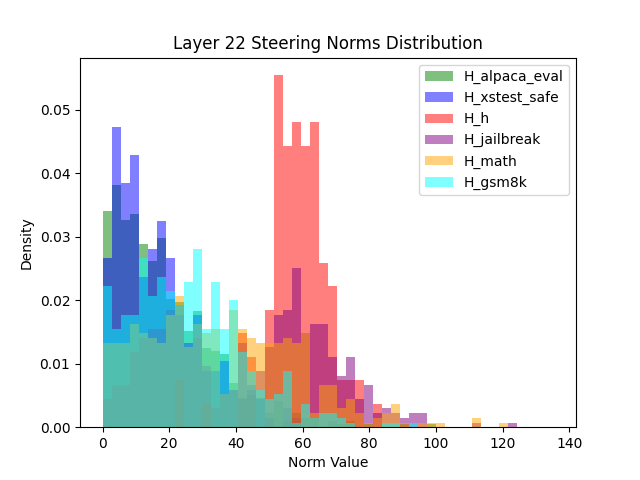 Layer 22 Steering Norms Distribution
H_alpaca_eval
H_xstest_safe
H_h
H_jailbreak
H_math
H_gsm8k
Density
0.05
0.04
0.03
0.02
0.01
0.00
0 20 40 60 80 100 120 140
Norm Value